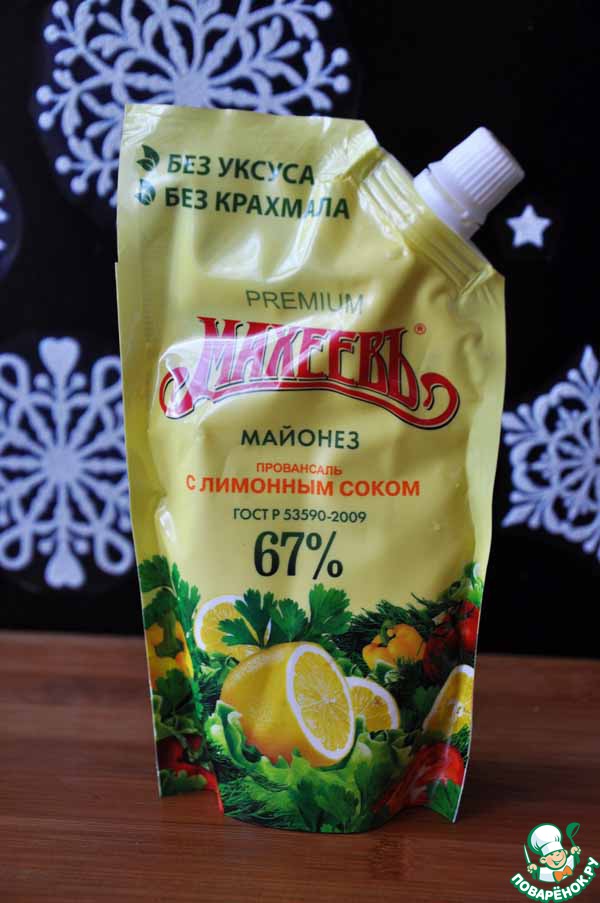 БЕЗ УКСУСА
БЕЗ КРАХМАЛА
PREMIUM
МАХЕЕВЪ®
МАЙОНЕЗ
ПРОВАНСАЛЬ
С ЛИМОННЫМ СОКОМ
ГОСТ Р 53590-2009
67%
ПОВАРЁНОК.РУ